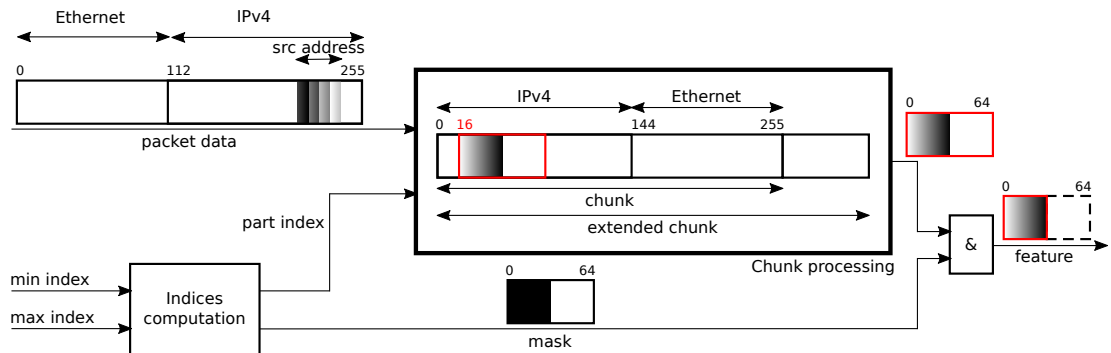 Ethernet
IPv4
src address
0
112
255
packet data
IPv4
Ethernet
0
16
144
255
chunk
extended chunk
Chunk processing
0
64
part index
min index
max index
Indices
computation
0
64
mask
&
0
64
feature